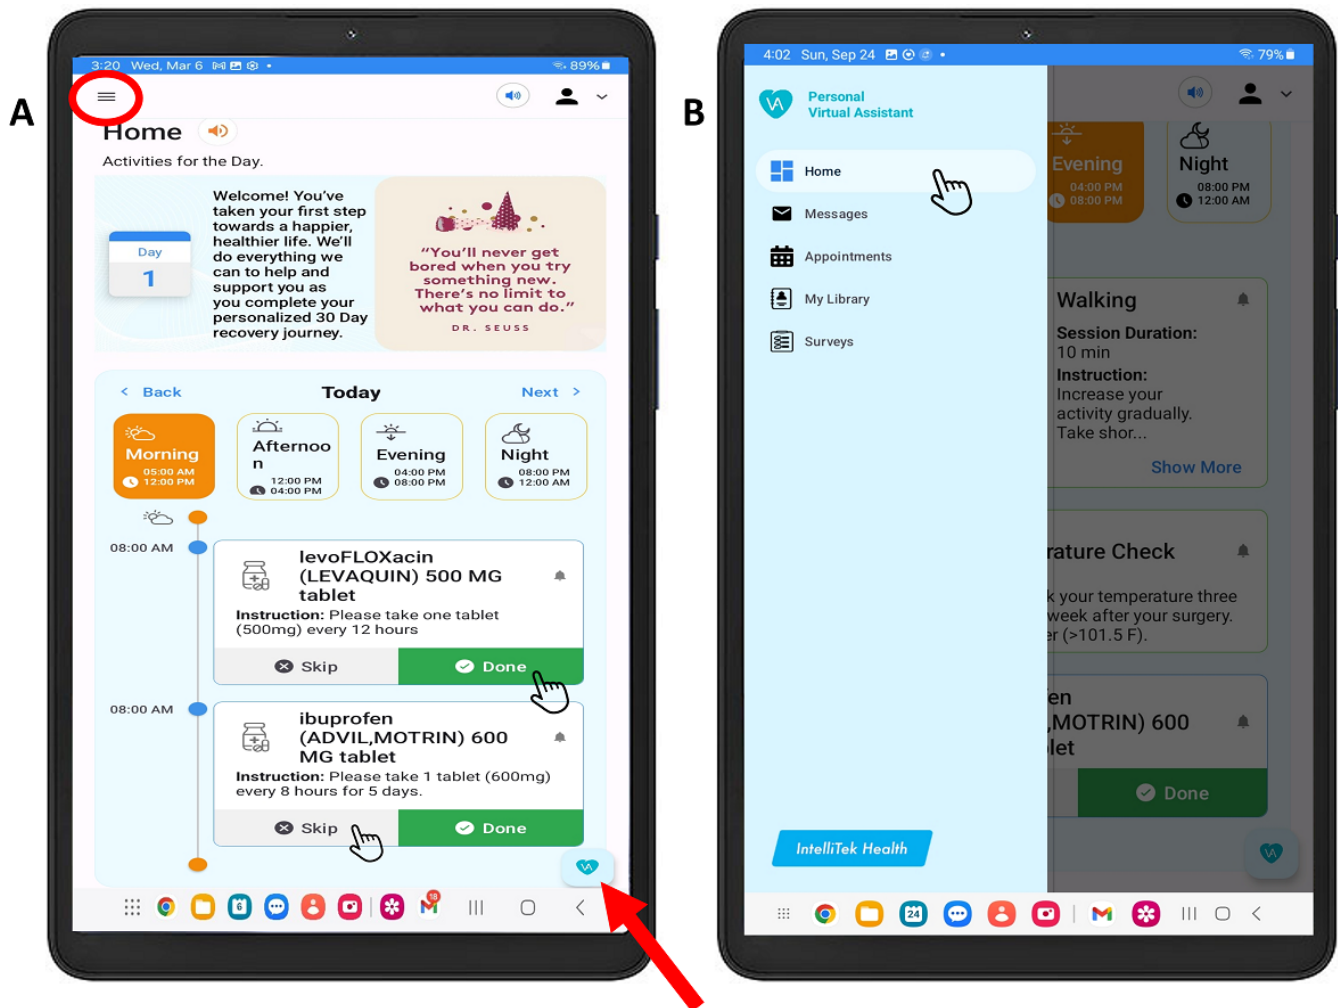 A
3:20 Wed, Mar 6
89%
Home
Activities for the Day.
Day
1
Welcome! You've
taken your first step
towards a happier,
healthier life. We'll
do everything we
can to help and
support you as
you complete your
personalized 30 Day
recovery journey.
"You'll never get
bored when you try
something new.
There's no limit to
what you can do."
DR. SEUSS
< Back
Today
Next >
Morning
05:00 AM
12:00 PM
Afternoo
n
12:00 PM
04:00 PM
Evening
04:00 PM
08:00 PM
Night
08:00 PM
12:00 AM
08:00 AM
levoFLOXacin
(LEVAQUIN) 500 MG
tablet
Instruction: Please take one tablet
(500mg) every 12 hours
Skip
Done
08:00 AM
ibuprofen
(ADVIL,MOTRIN) 600
MG tablet
Instruction: Please take 1 tablet (600mg)
every 8 hours for 5 days.
Skip
Done
VA
6
18
B
4:02 Sun, Sep 24
79%
VA
Personal
Virtual Assistant
Home
Messages
Appointments
My Library
Surveys
IntelliTek Health
Evening
04:00 PM
08:00 PM
Night
08:00 PM
12:00 AM
Walking
Session Duration:
10 min
Instruction:
Increase your
activity gradually.
Take shor...
Show More
rature Check
k your temperature three
week after your surgery.
er (>101.5 F).
en
,MOTRIN) 600
let
Done
VA
24